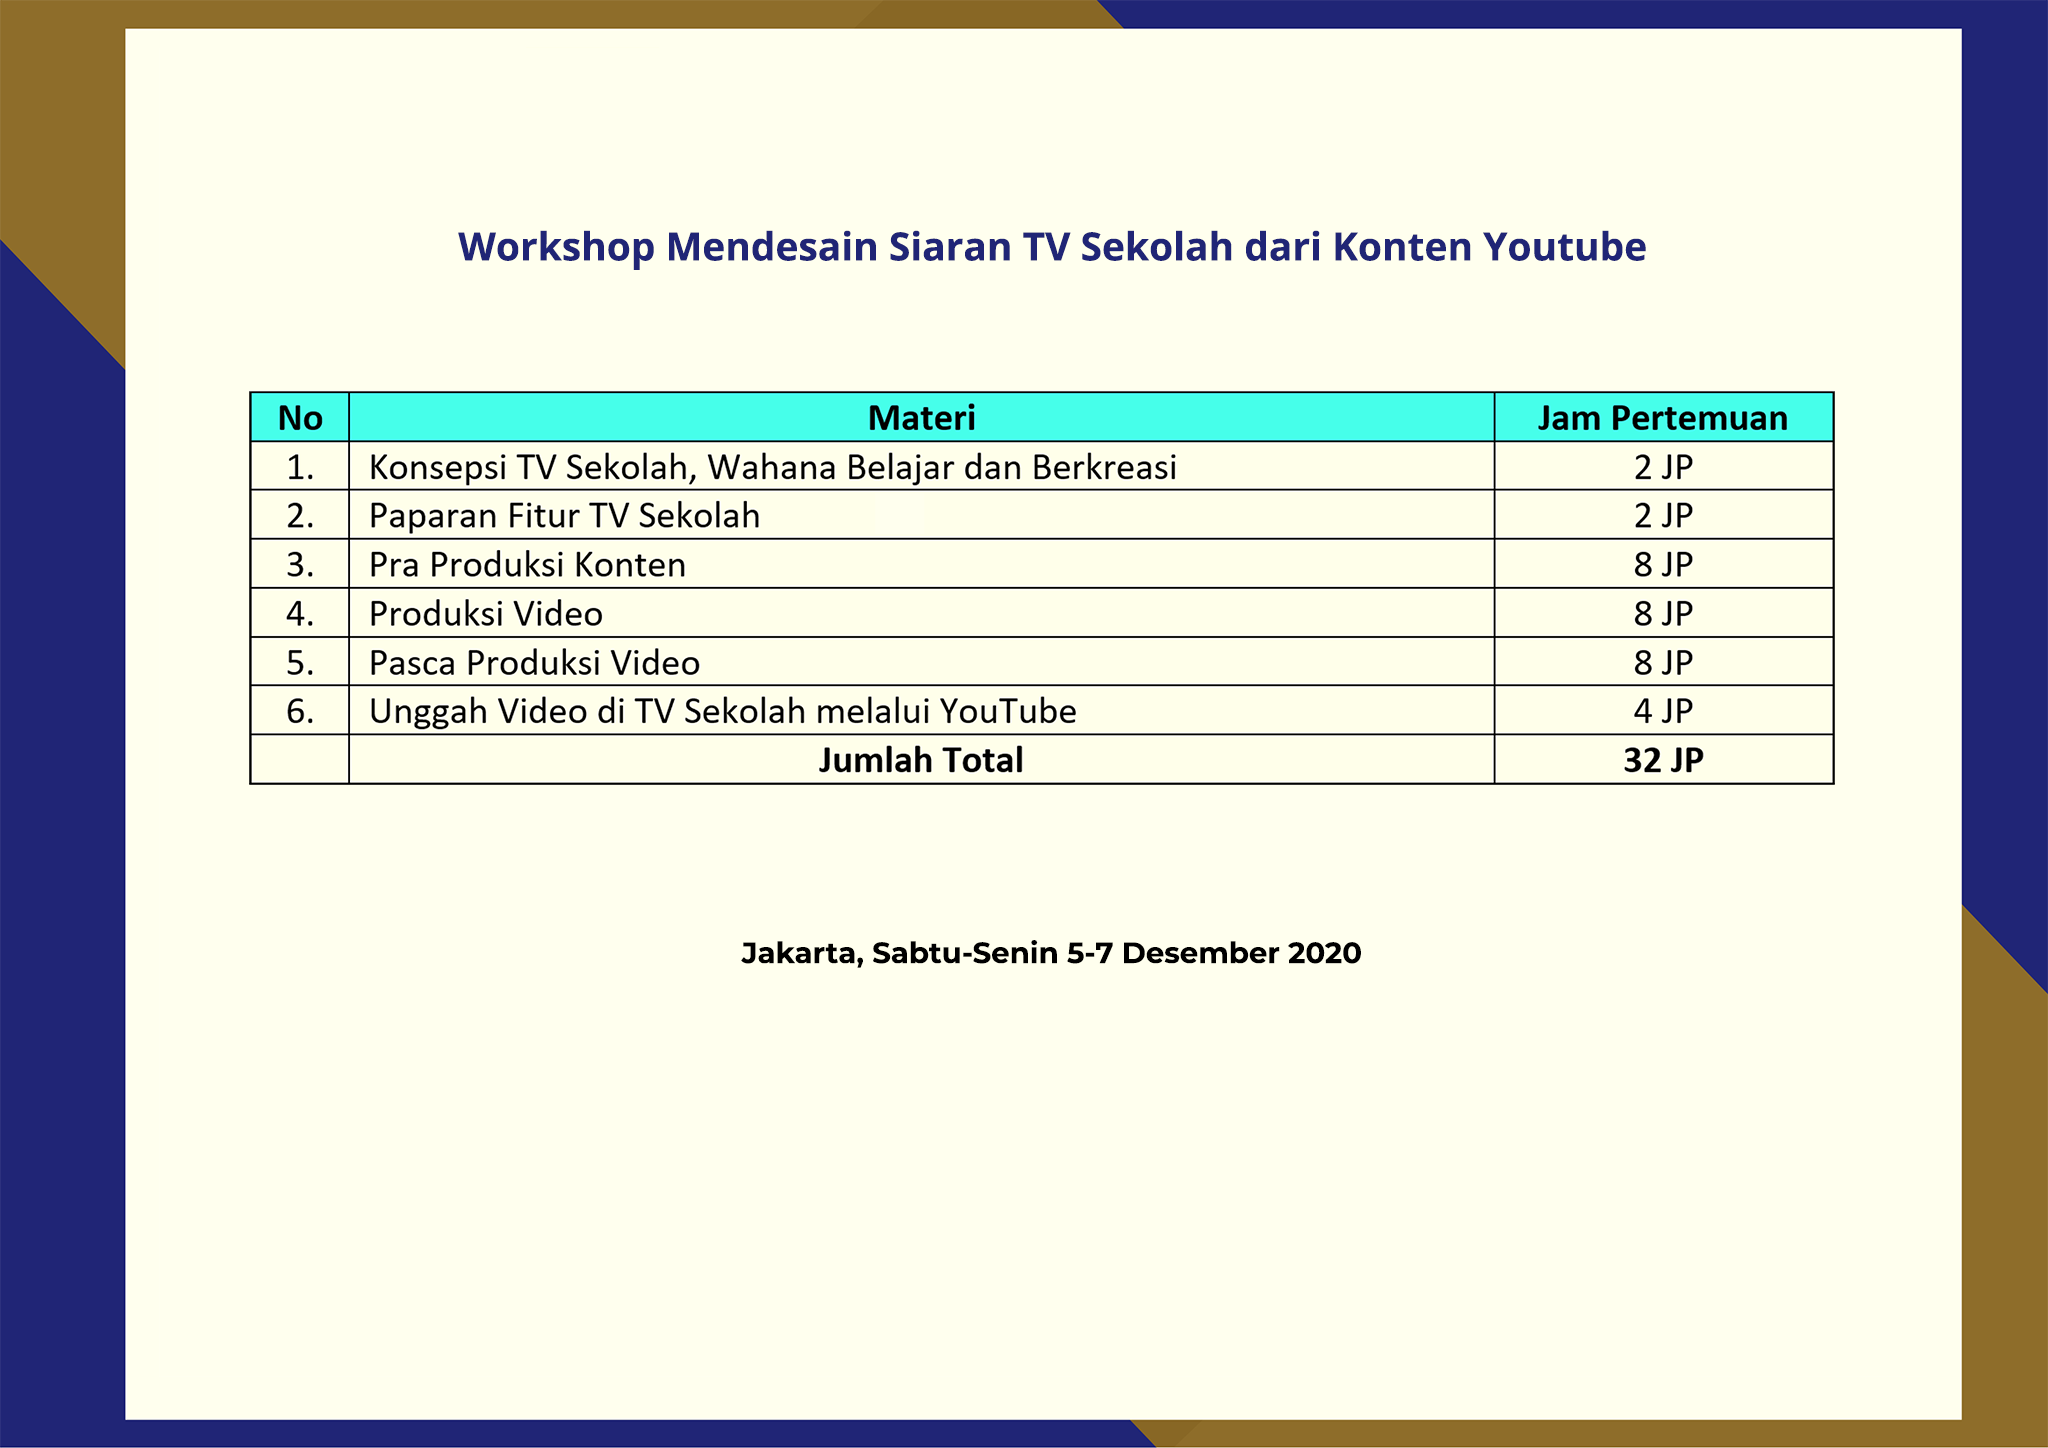 Workshop Mendesain Siaran TV Sekolah dari Konten Youtube
No Materi Jam Pertemuan
1. Konsepsi TV Sekolah, Wahana Belajar dan Berkreasi 2 JP
2. Paparan Fitur TV Sekolah 2 JP
3. Pra Produksi Konten 8 JP
4. Produksi Video 8 JP
5. Pasca Produksi Video 8 JP
6. Unggah Video di TV Sekolah melalui YouTube 4 JP
Jumlah Total 32 JP
Jakarta, Sabtu-Senin 5-7 Desember 2020